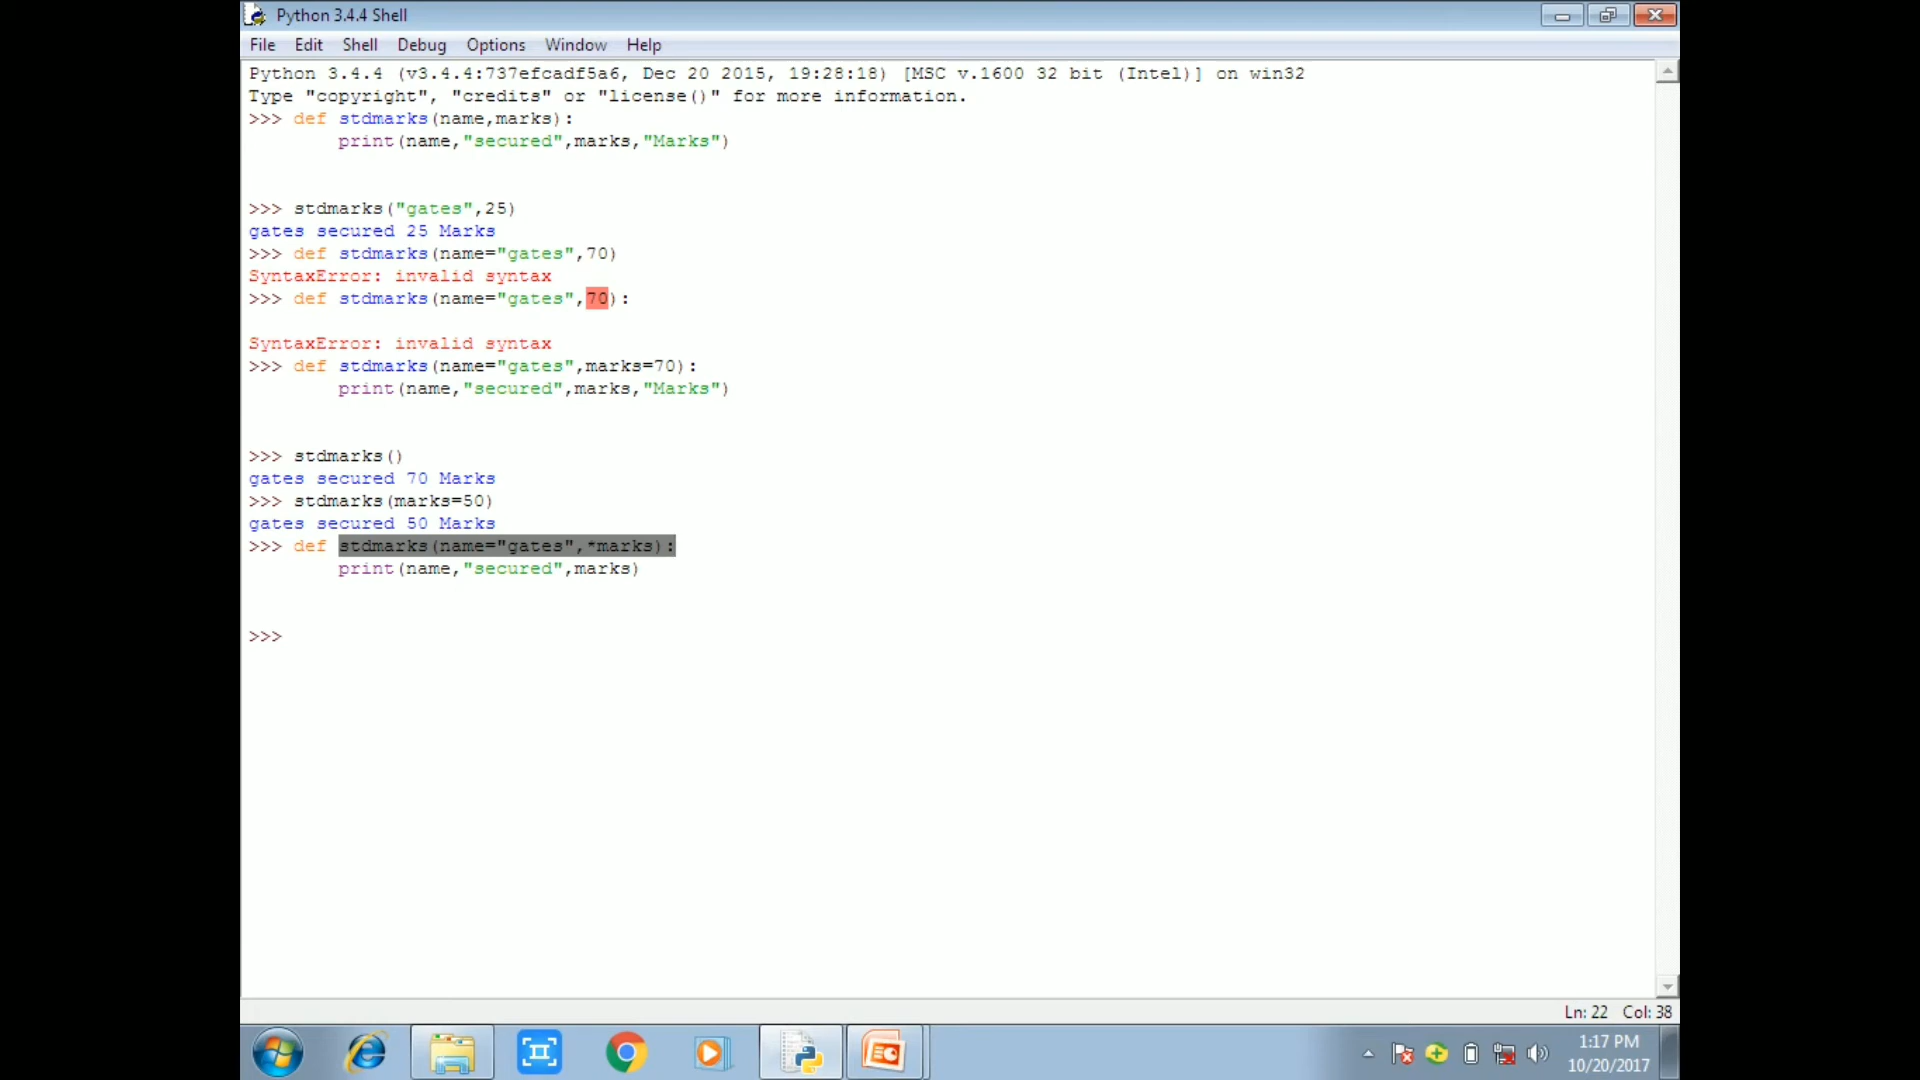 Python 3.4.4 Shell
File Edit Shell Debug Options Window Help
Python 3.4.4 (v3.4.4:737efcadf5a6, Dec 20 2015, 19:28:18) [MSC v.1600 32 bit (Intel)] on win32
Type "copyright", "credits" or "license()" for more information.
>>> def stdmarks(name,marks):
        print(name,"secured",marks,"Marks")
>>> stdmarks("gates",25)
gates secured 25 Marks
>>> def stdmarks(name="gates",70)
SyntaxError: invalid syntax
>>> def stdmarks(name="gates",70):
SyntaxError: invalid syntax
>>> def stdmarks(name="gates",marks=70):
        print(name,"secured",marks,"Marks")
>>> stdmarks()
gates secured 70 Marks
>>> stdmarks(marks=50)
gates secured 50 Marks
>>> def stdmarks(name="gates",*marks):
        print(name,"secured",marks)
>>>
Ln: 22 Col: 38
1:17 PM
10/20/2017